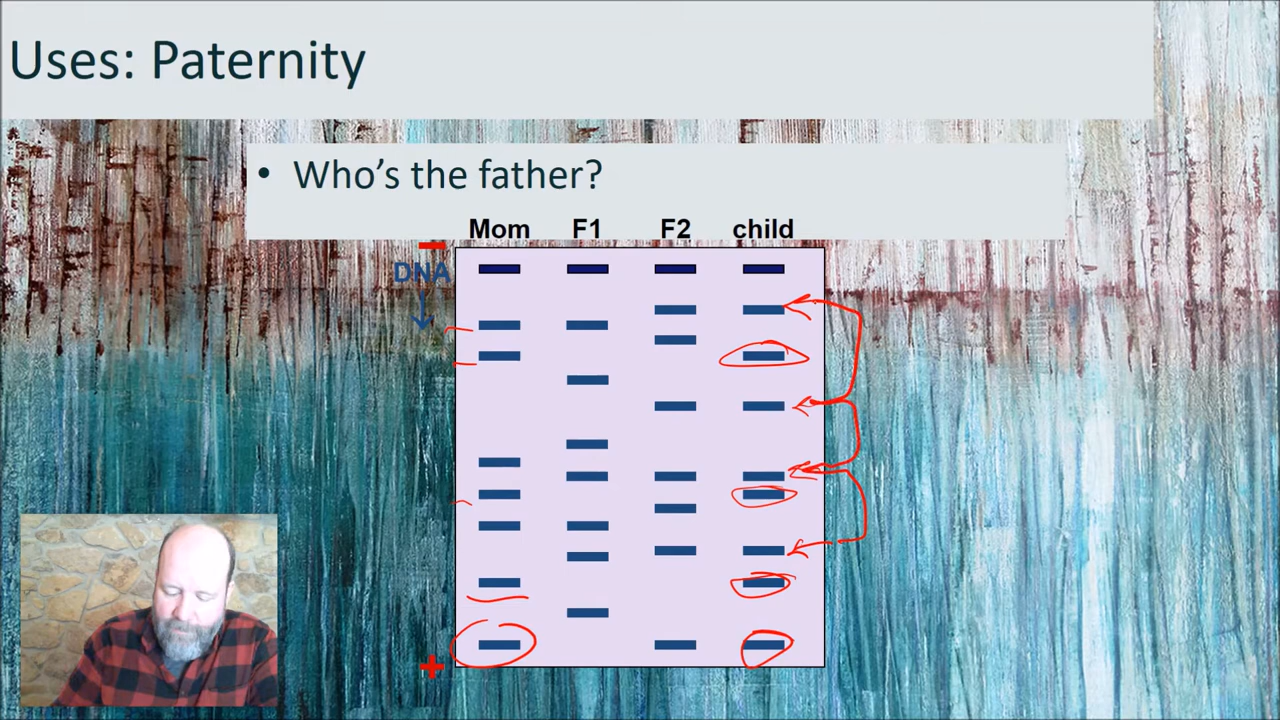 Uses: Paternity
• Who's the father?
Mom F1 F2 child
−
DNA
+